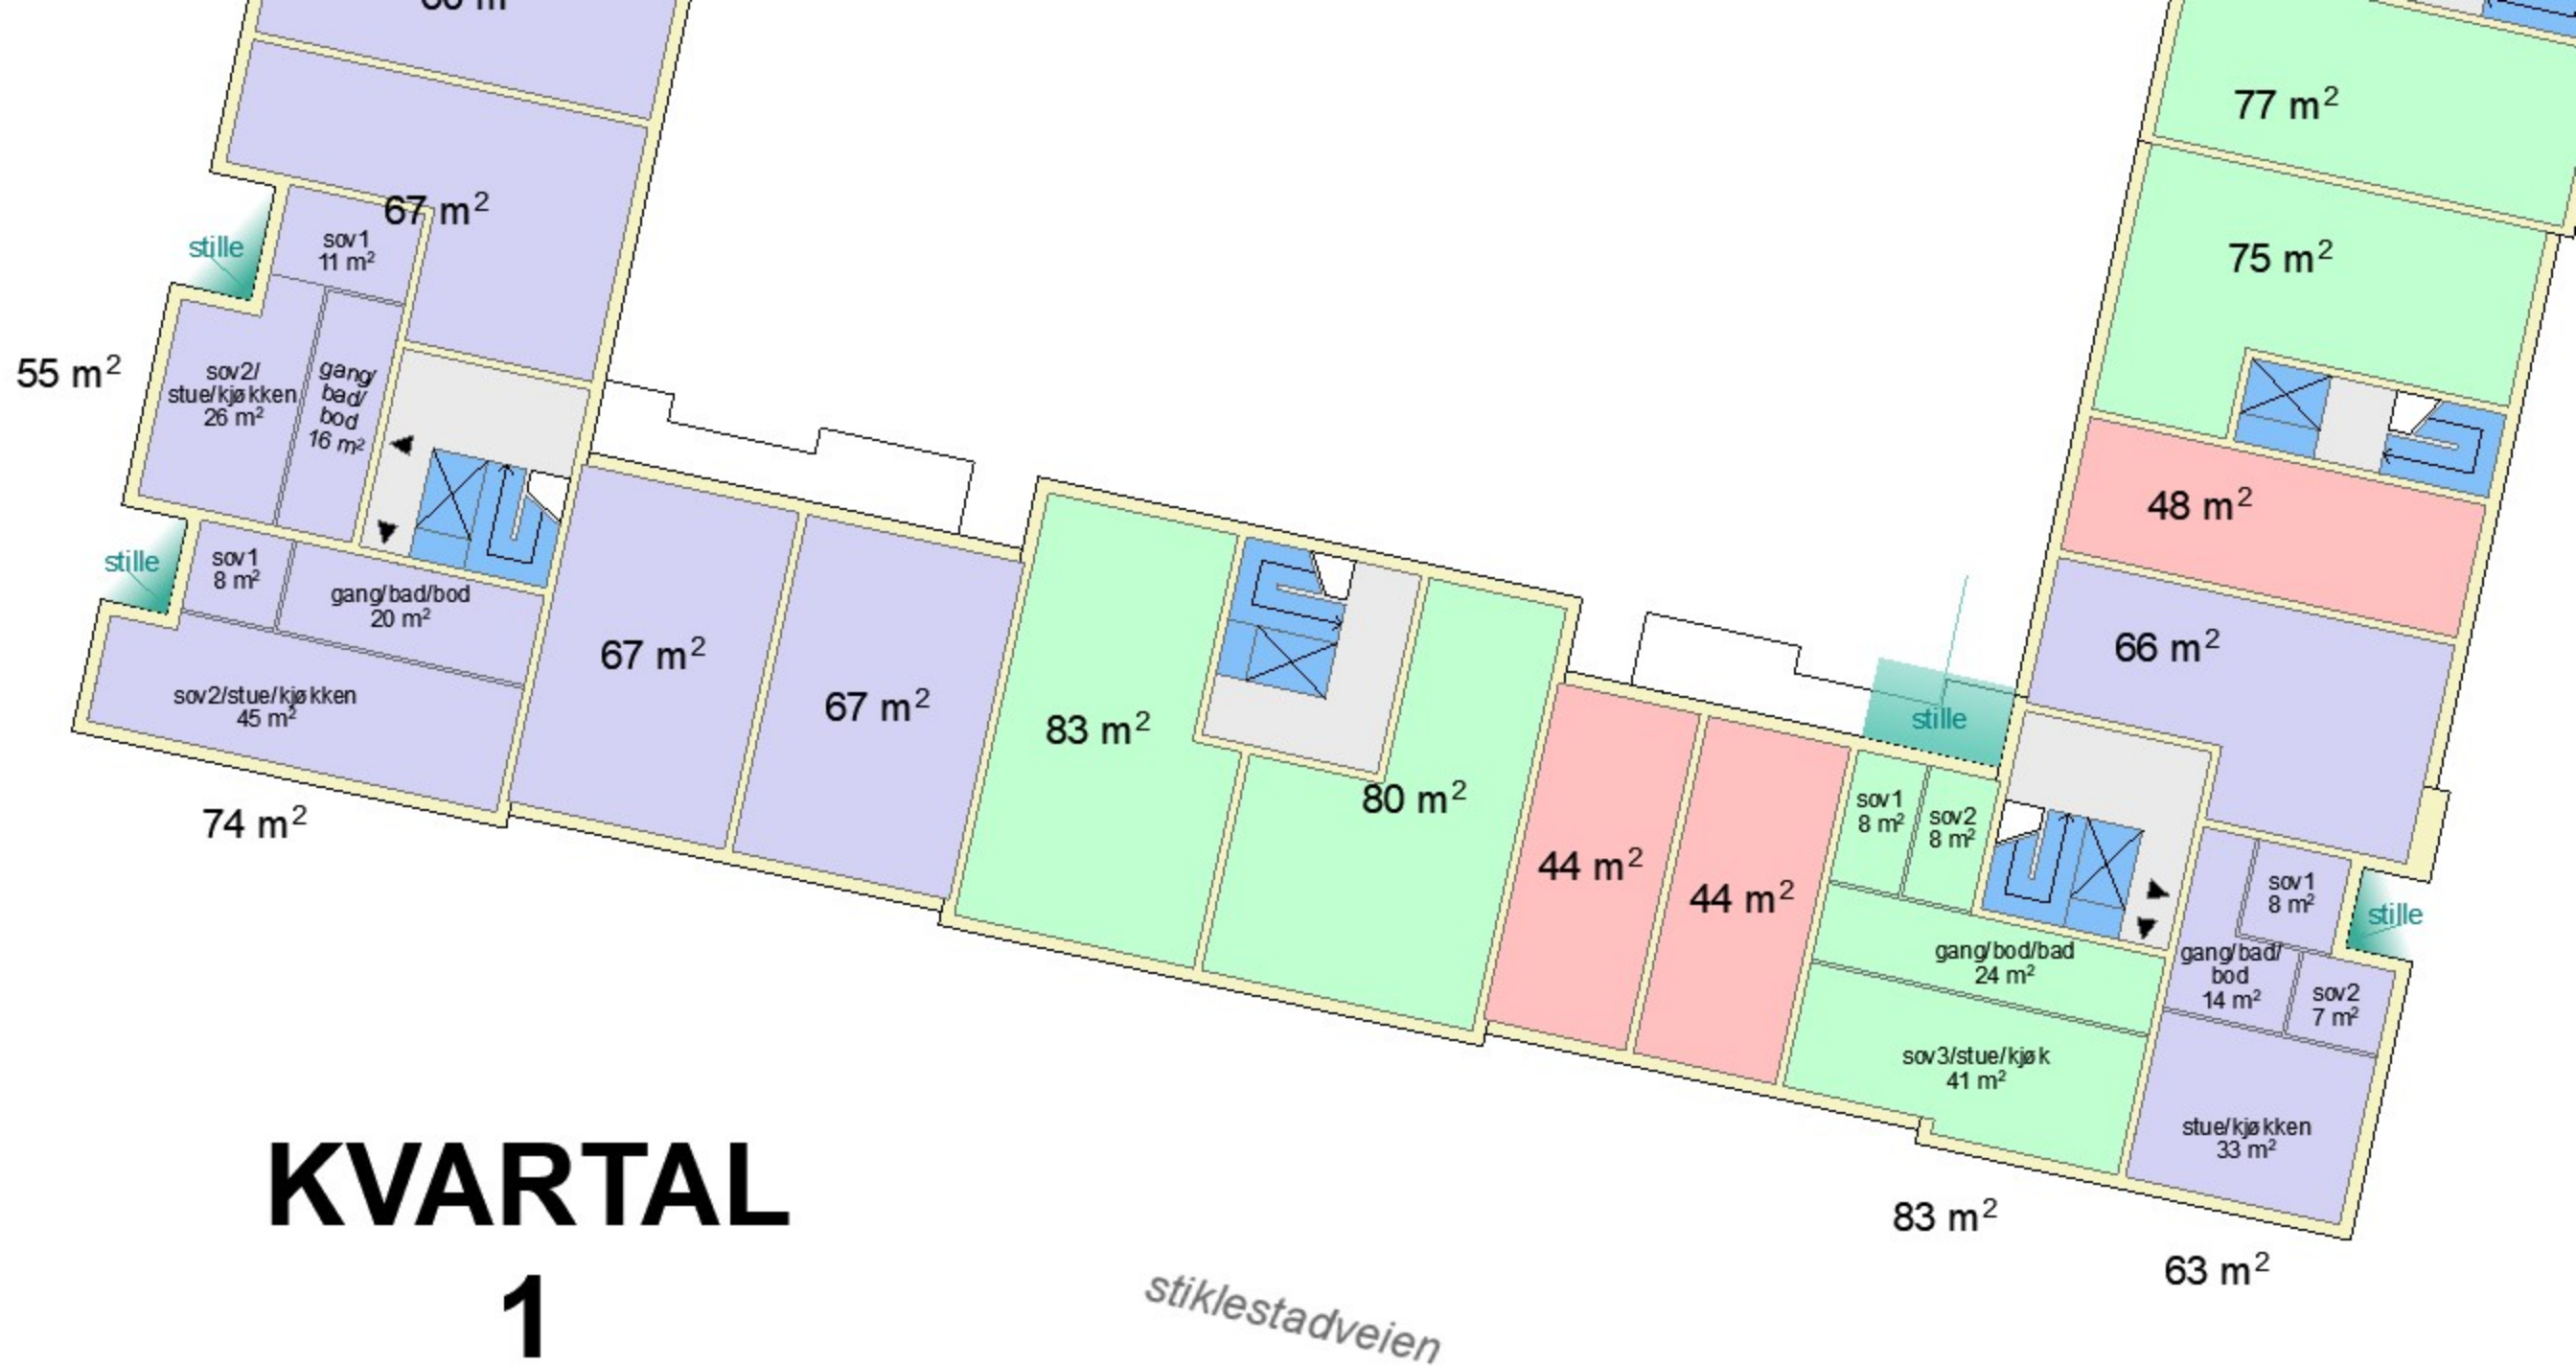 77 m²
75 m²
67 m²
stille
sov1
11 m²
55 m²
sov2/
stue/kjøkken
26 m²
gang/
bad/
bod
16 m²
48 m²
stille
sov1
8 m²
gang/bad/bod
20 m²
sov2/stue/kjøkken
45 m²
74 m²
67 m²
67 m²
83 m²
80 m²
66 m²
stille
44 m²
44 m²
sov1
8 m²
sov2
8 m²
gang/bod/bad
24 m²
sov3/stue/kjøk
41 m²
83 m²
sov1
8 m²
stille
gang/bad/
bod
14 m²
sov2
7 m²
stue/kjøkken
33 m²
63 m²
KVARTAL
1
stiklestadveien